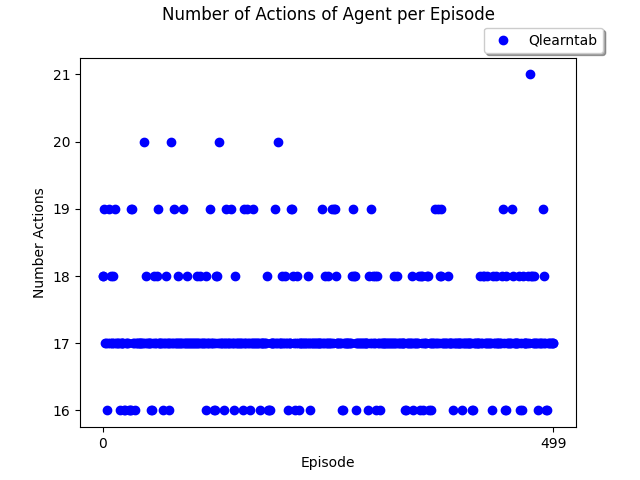 Number of Actions of Agent per Episode
Qlearntab
21
20
19
18
17
16
Number Actions
0
499
Episode